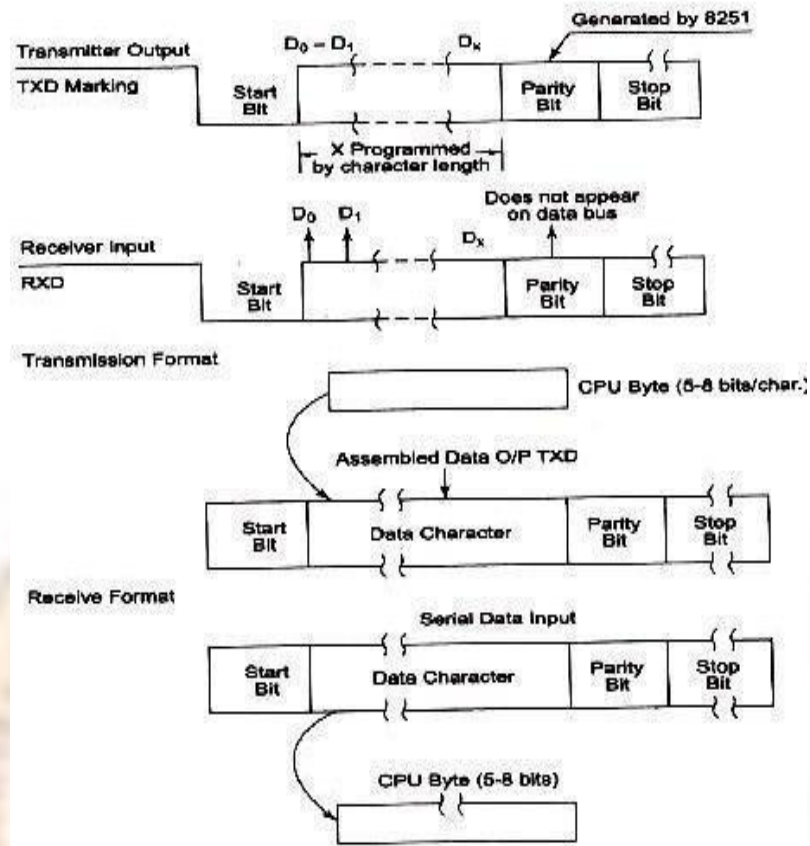 Generated by 8251
Transmitter Output
D₀ – D₁
Dₓ
TXD Marking
Start Bit
Parity Bit
Stop Bit
X Programmed by character length
Does not appear on data bus
D₀
D₁
Dₓ
Receiver Input
RXD
Start Bit
Parity Bit
Stop Bit
Transmission Format
CPU Byte (5-8 bits/char.)
Assembled Data O/P TXD
Start Bit
Data Character
Parity Bit
Stop Bit
Receive Format
Serial Data Input
Start Bit
Data Character
Parity Bit
Stop Bit
CPU Byte (5-8 bits)